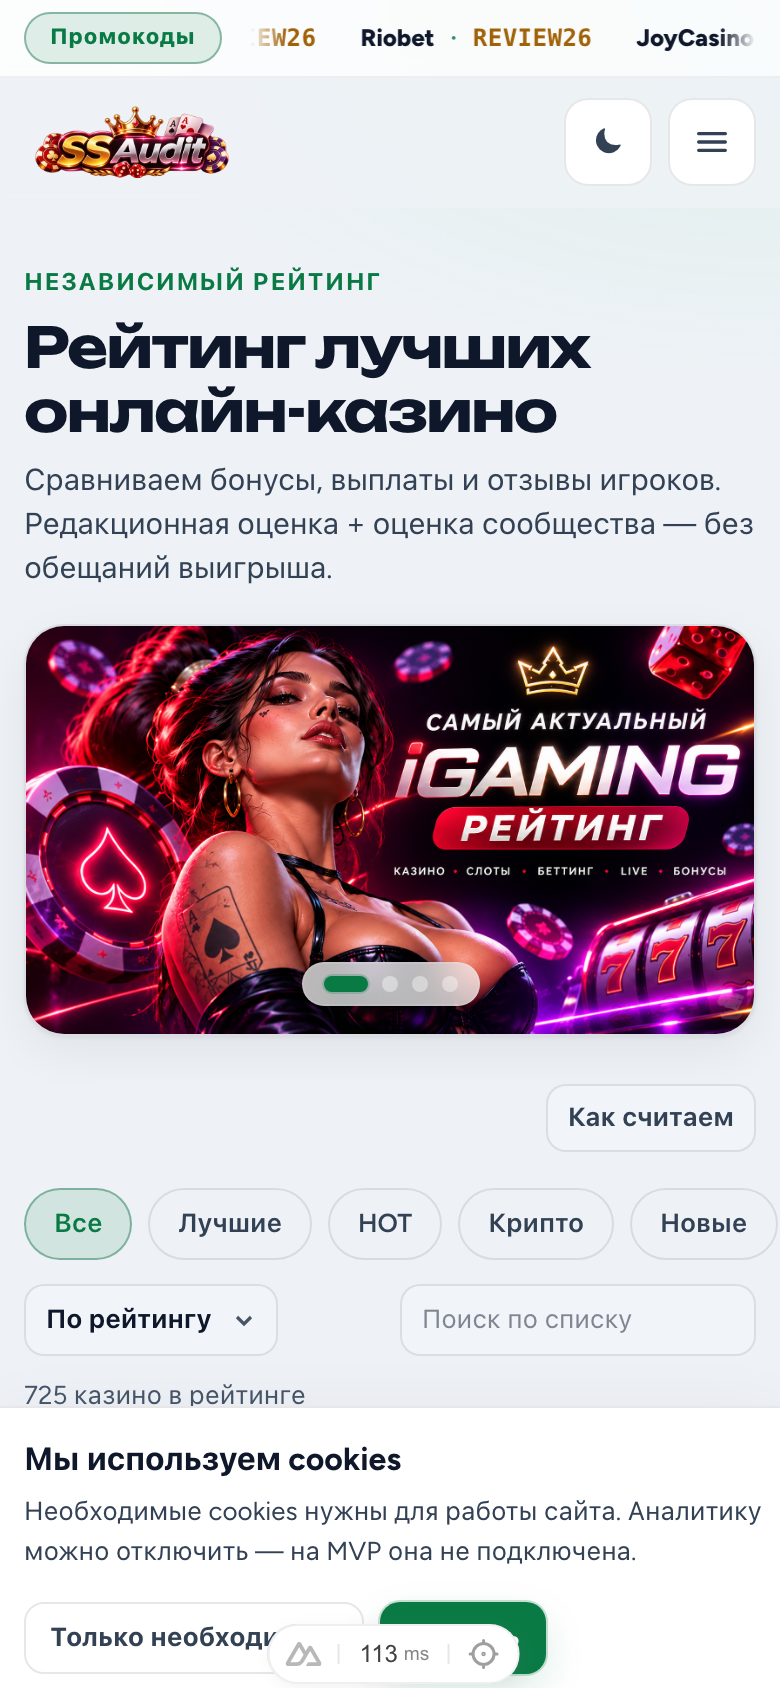 Промокоды
EW26 Riobet · REVIEW26 JoyCasino
SSAudit
НЕЗАВИСИМЫЙ РЕЙТИНГ
Рейтинг лучших
онлайн-казино
Сравниваем бонусы, выплаты и отзывы игроков.
Редакционная оценка + оценка сообщества — без
обещаний выигрыша.
САМЫЙ АКТУАЛЬНЫЙ
iGAMING
РЕЙТИНГ
КАЗИНО • СЛОТЫ • БЕТТИНГ • LIVE • БОНУСЫ
777
Как считаем
Все Лучшие HOT Крипто Новые
По рейтингу Поиск по списку
725 казино в рейтинге
Мы используем cookies
Необходимые cookies нужны для работы сайта. Аналитику
можно отключить — на MVP она не подключена.
Только необходи
113 ms